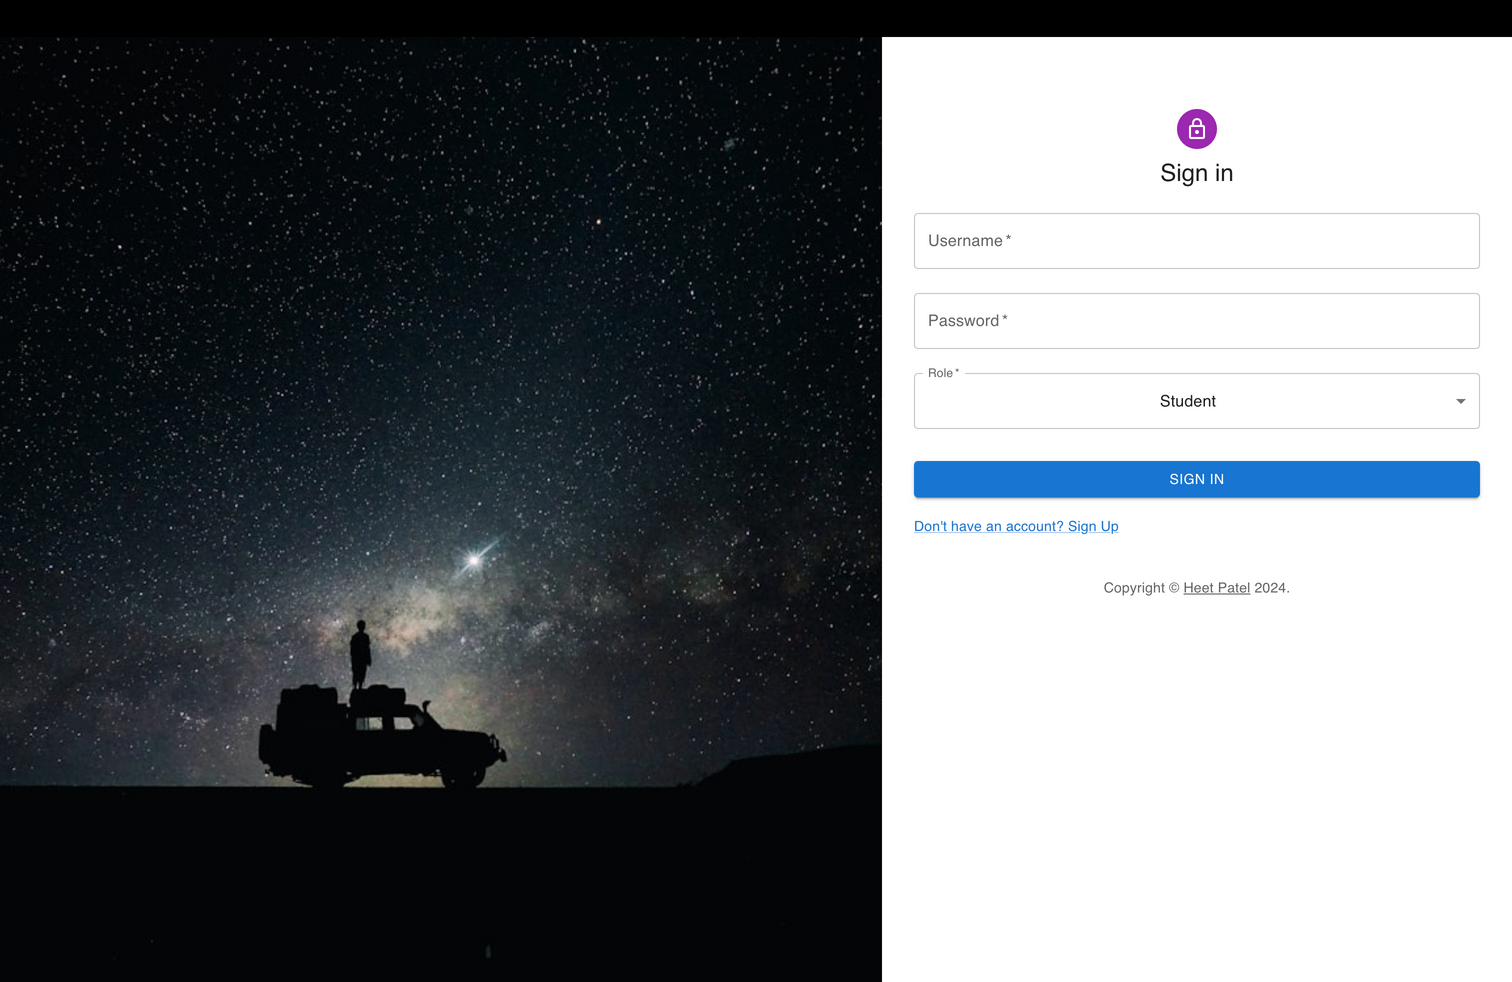 Sign in
Username *
Password *
Role *
Student
SIGN IN
Don't have an account? Sign Up
Copyright © Heet Patel 2024.